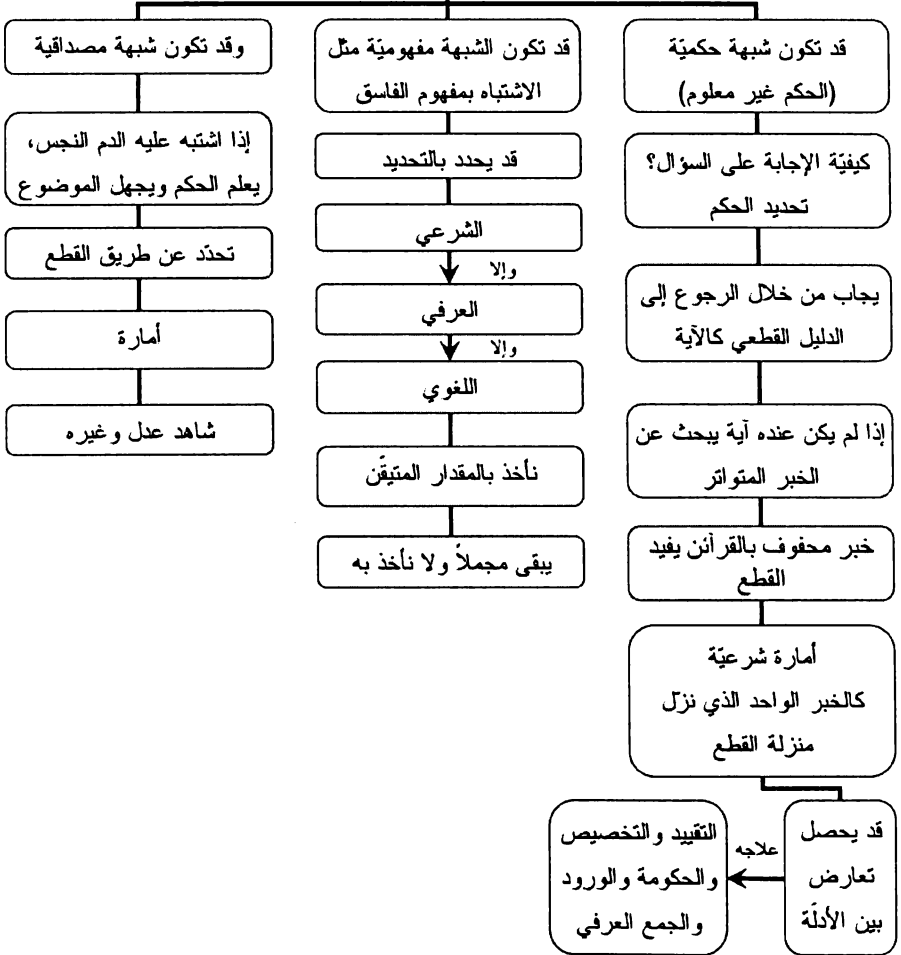 قد تكون شبهة حكميّة
(الحكم غير معلوم)
كيفيّة الإجابة على السؤال؟
تحديد الحكم
يجاب من خلال الرجوع إلى
الدليل القطعي كالآية
إذا لم يكن عنده آية يبحث عن
الخبر المتواتر
خبر محفوف بالقرآئن يفيد
القطع
أمارة شرعيّة
كالخبر الواحد الذي نزل
منزلة القطع
قد يحصل
تعارض
بين الأدلّة
علاجه
التقييد والتخصيص
والحكومة والورود
والجمع العرفي
قد تكون الشبهة مفهوميّة مثل
الاشتباه بمفهوم الفاسق
قد يحدد بالتحديد
الشرعي
وإلا
العرفي
وإلا
اللغوي
نأخذ بالمقدار المتيقّن
يبقى مجملاً ولا نأخذ به
وقد تكون شبهة مصداقية
إذا اشتبه عليه الدم النجس،
يعلم الحكم ويجهل الموضوع
تحدّد عن طريق القطع
أمارة
شاهد عدل وغيره